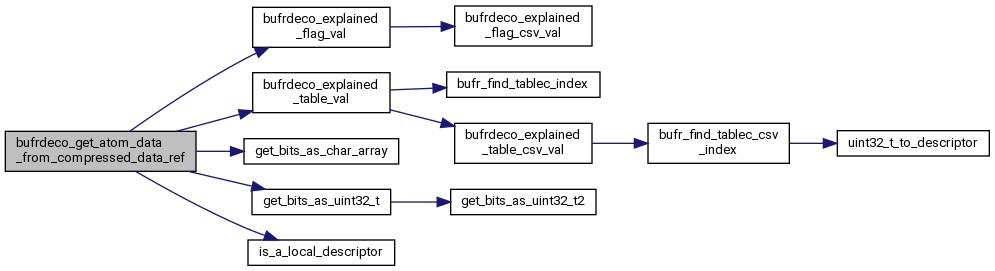 bufrdeco_get_atom_data
_from_compressed_data_ref
bufrdeco_explained
_flag_val
bufrdeco_explained
_flag_csv_val
bufrdeco_explained
_table_val
bufr_find_tablec_index
bufrdeco_explained
_table_csv_val
bufr_find_tablec_csv
_index
uint32_t_to_descriptor
get_bits_as_char_array
get_bits_as_uint32_t
get_bits_as_uint32_t2
is_a_local_descriptor